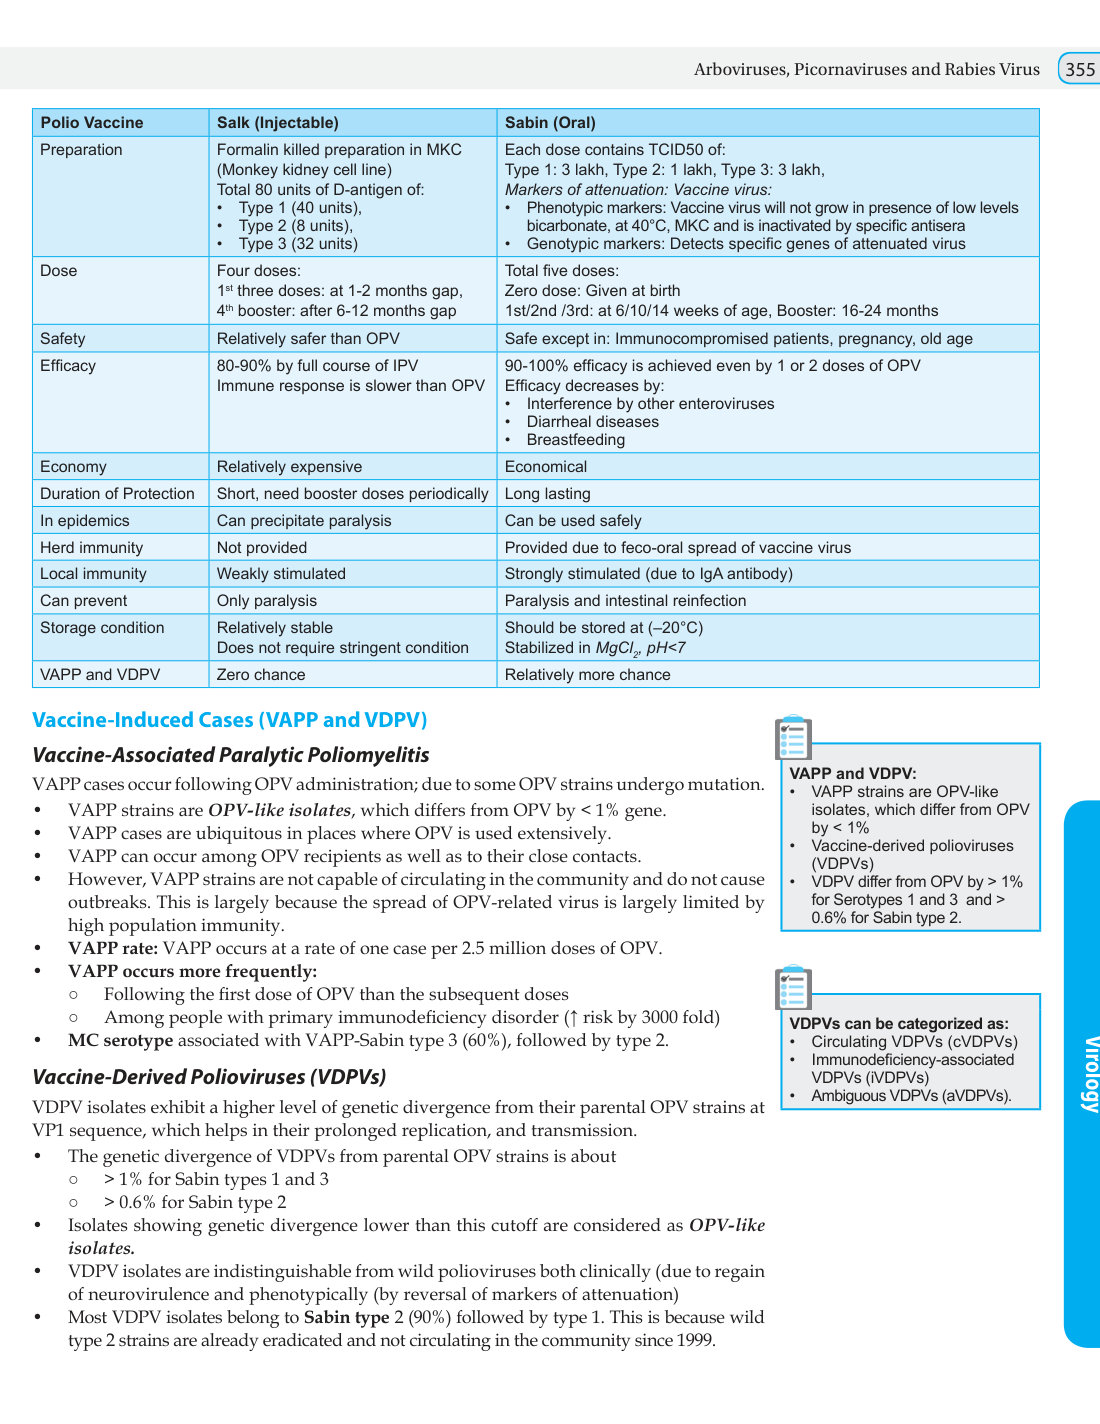 Arboviruses, Picornaviruses and Rabies Virus 355
Polio Vaccine Salk (Injectable) Sabin (Oral)
Preparation
Formalin killed preparation in MKC
(Monkey kidney cell line)
Total 80 units of D-antigen of:
• Type 1 (40 units),
• Type 2 (8 units),
• Type 3 (32 units)
Each dose contains TCID50 of:
Type 1: 3 lakh, Type 2: 1 lakh, Type 3: 3 lakh,
Markers of attenuation: Vaccine virus:
• Phenotypic markers: Vaccine virus will not grow in presence of low levels
bicarbonate, at 40°C, MKC and is inactivated by specific antisera
• Genotypic markers: Detects specific genes of attenuated virus
Dose
Four doses:
1st three doses: at 1-2 months gap,
4th booster: after 6-12 months gap
Total five doses:
Zero dose: Given at birth
1st/2nd /3rd: at 6/10/14 weeks of age, Booster: 16-24 months
Safety Relatively safer than OPV Safe except in: Immunocompromised patients, pregnancy, old age
Efficacy
80-90% by full course of IPV
Immune response is slower than OPV
90-100% efficacy is achieved even by 1 or 2 doses of OPV
Efficacy decreases by:
• Interference by other enteroviruses
• Diarrheal diseases
• Breastfeeding
Economy Relatively expensive Economical
Duration of Protection Short, need booster doses periodically Long lasting
In epidemics Can precipitate paralysis Can be used safely
Herd immunity Not provided Provided due to feco-oral spread of vaccine virus
Local immunity Weakly stimulated Strongly stimulated (due to IgA antibody)
Can prevent Only paralysis Paralysis and intestinal reinfection
Storage condition
Relatively stable
Does not require stringent condition
Should be stored at (–20°C)
Stabilized in MgCl2, pH<7
VAPP and VDPV Zero chance Relatively more chance
Vaccine-Induced Cases (VAPP and VDPV)
Vaccine-Associated Paralytic Poliomyelitis
VAPP cases occur following OPV administration; due to some OPV strains undergo mutation.
• VAPP strains are OPV-like isolates, which differs from OPV by < 1% gene.
• VAPP cases are ubiquitous in places where OPV is used extensively.
• VAPP can occur among OPV recipients as well as to their close contacts.
• However, VAPP strains are not capable of circulating in the community and do not cause
outbreaks. This is largely because the spread of OPV-related virus is largely limited by
high population immunity.
• VAPP rate: VAPP occurs at a rate of one case per 2.5 million doses of OPV.
• VAPP occurs more frequently:
○ Following the first dose of OPV than the subsequent doses
○ Among people with primary immunodeficiency disorder (↑ risk by 3000 fold)
• MC serotype associated with VAPP-Sabin type 3 (60%), followed by type 2.
Vaccine-Derived Polioviruses (VDPVs)
VDPV isolates exhibit a higher level of genetic divergence from their parental OPV strains at
VP1 sequence, which helps in their prolonged replication, and transmission.
• The genetic divergence of VDPVs from parental OPV strains is about
○ > 1% for Sabin types 1 and 3
○ > 0.6% for Sabin type 2
• Isolates showing genetic divergence lower than this cutoff are considered as OPV-like
isolates.
• VDPV isolates are indistinguishable from wild polioviruses both clinically (due to regain
of neurovirulence and phenotypically (by reversal of markers of attenuation)
• Most VDPV isolates belong to Sabin type 2 (90%) followed by type 1. This is because wild
type 2 strains are already eradicated and not circulating in the community since 1999.
VAPP and VDPV:
• VAPP strains are OPV-like
isolates, which differ from OPV
by < 1%
• Vaccine-derived polioviruses
(VDPVs)
• VDPV differ from OPV by > 1%
for Serotypes 1 and 3 and >
0.6% for Sabin type 2.
VDPVs can be categorized as:
• Circulating VDPVs (cVDPVs)
• Immunodeficiency-associated
VDPVs (iVDPVs)
• Ambiguous VDPVs (aVDPVs).
Virology